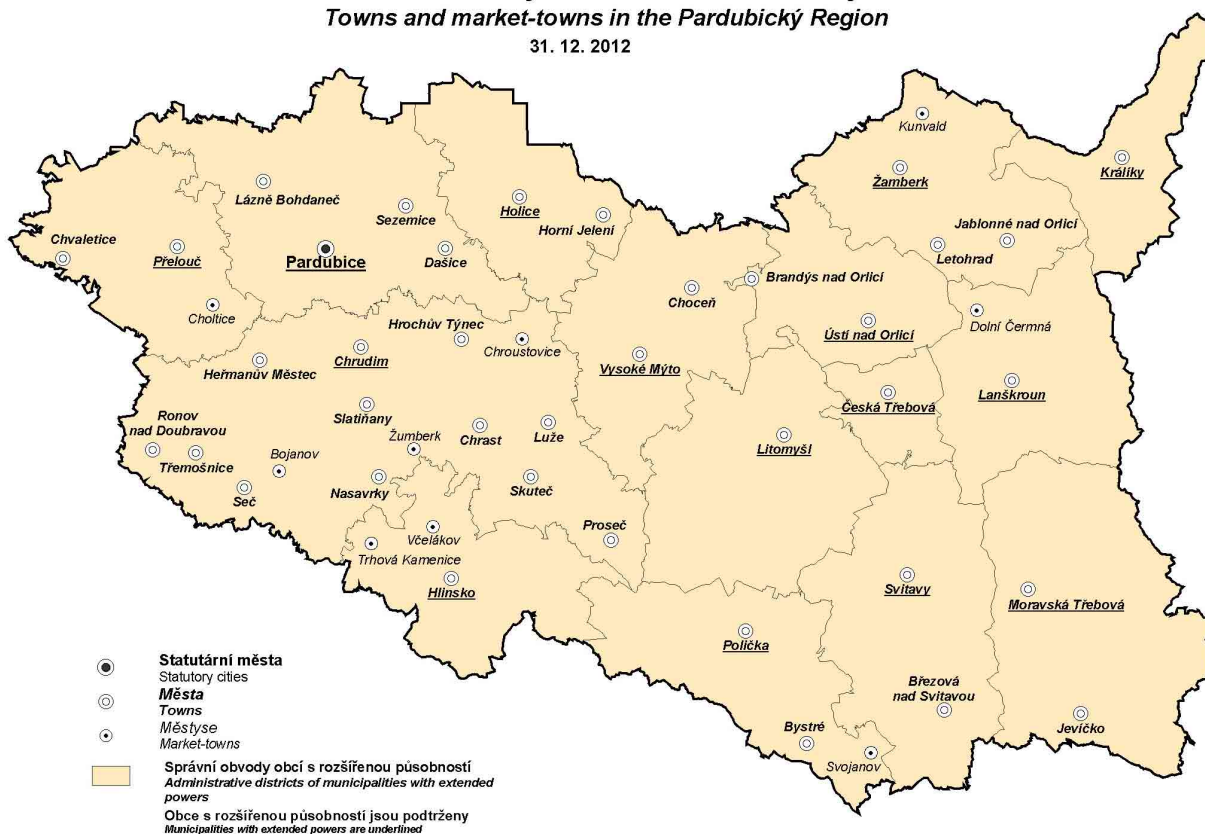 Towns and market-towns in the Pardubický Region
31. 12. 2012
Kunvald
Žamberk
Králíky
Lázně Bohdaneč
Sezemice
Holice
Horní Jelení
Jablonné nad Orlicí
Letohrad
Chvaletice
Přelouč
Pardubice
Dašice
Brandýs nad Orlicí
Choceň
Choltice
Dolní Čermná
Ústí nad Orlicí
Hrochův Týnec
Chroustovice
Chrudim
Heřmanův Městec
Vysoké Mýto
Lanškroun
Česká Třebová
Slatiňany
Ronov
nad Doubravou
Žumberk
Chrast
Luže
Litomyšl
Třemošnice
Bojanov
Seč
Nasavrky
Skuteč
Proseč
Včelákov
Trhová Kamenice
Hlinsko
Svitavy
Moravská Třebová
Polička
Březová
nad Svitavou
Bystré
Svojanov
Jevíčko
Statutární města
Statutory cities
Města
Towns
Městyse
Market-towns
Správní obvody obcí s rozšířenou působností
Administrative districts of municipalities with extended
powers
Obce s rozšířenou působností jsou podtrženy
Municipalities with extended powers are underlined